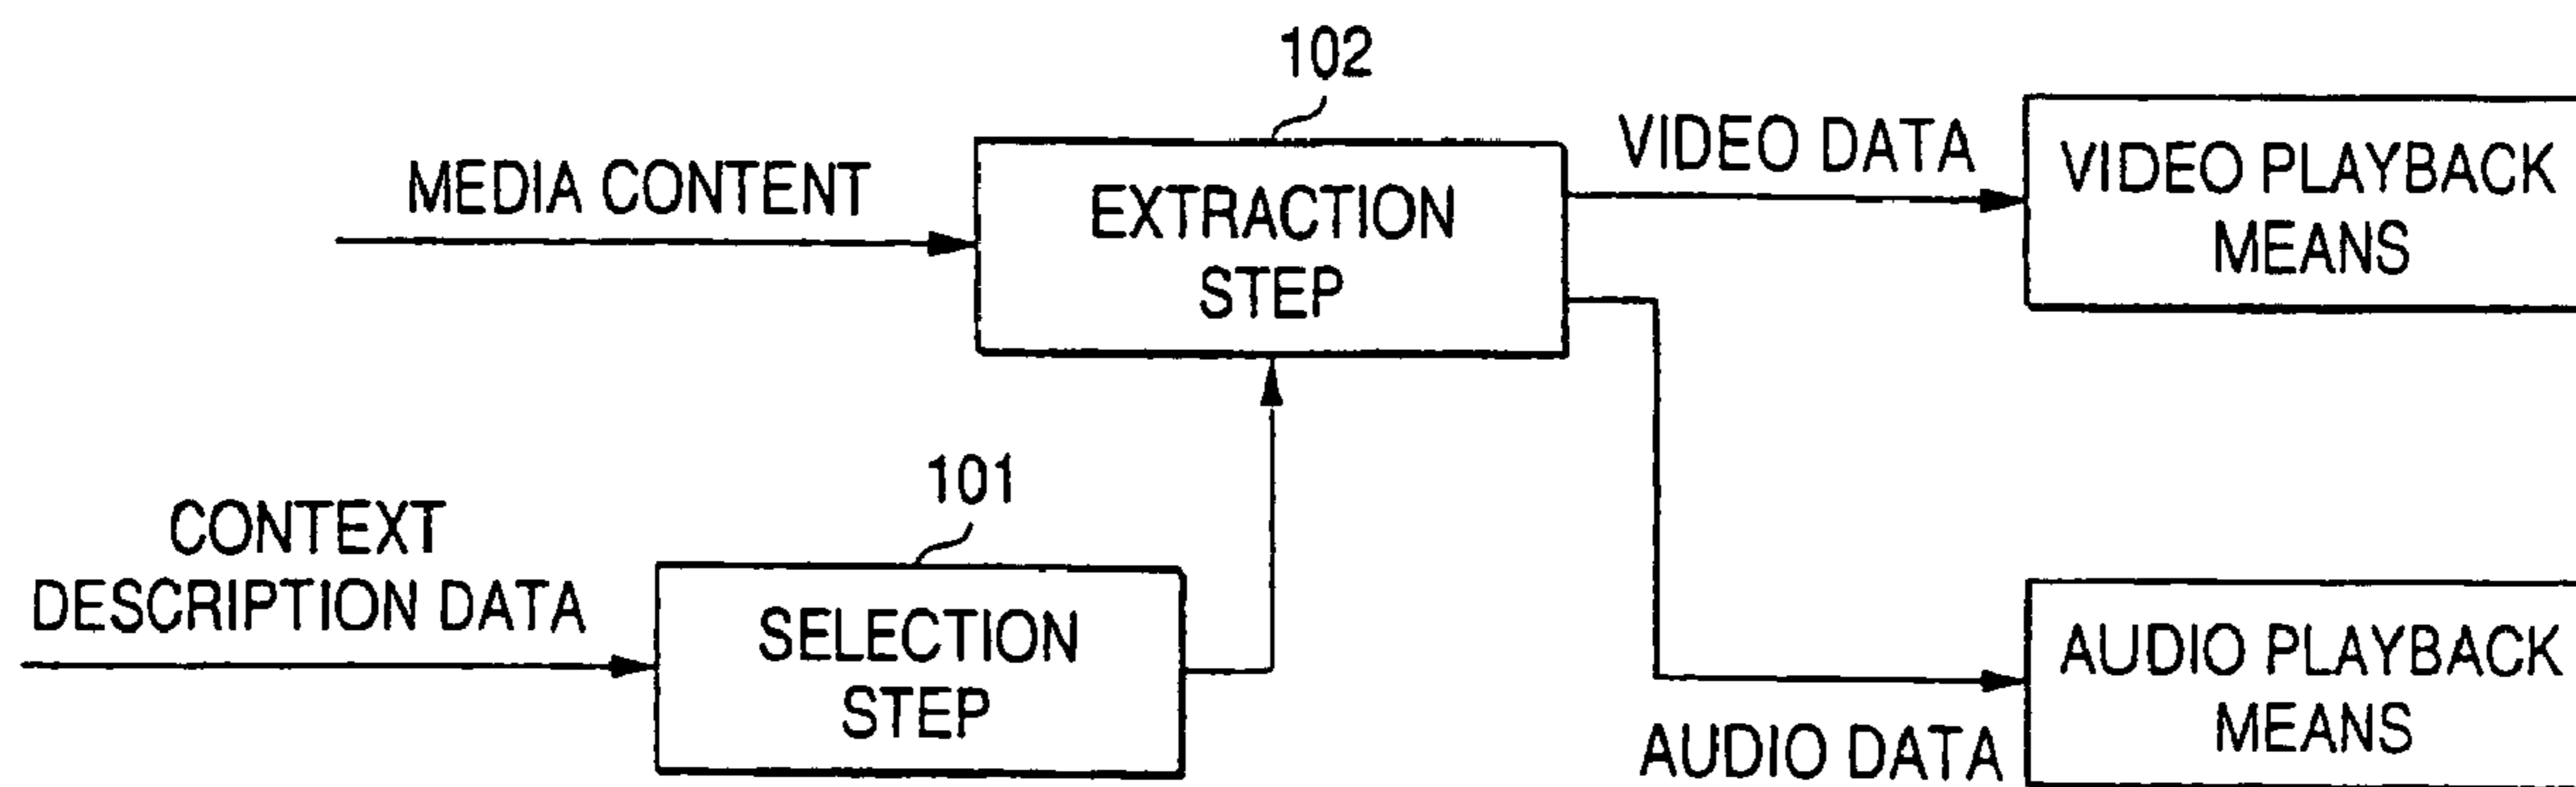 102
MEDIA CONTENT
EXTRACTION
STEP
VIDEO DATA
VIDEO PLAYBACK
MEANS
101
CONTEXT
DESCRIPTION DATA
SELECTION
STEP
AUDIO DATA
AUDIO PLAYBACK
MEANS